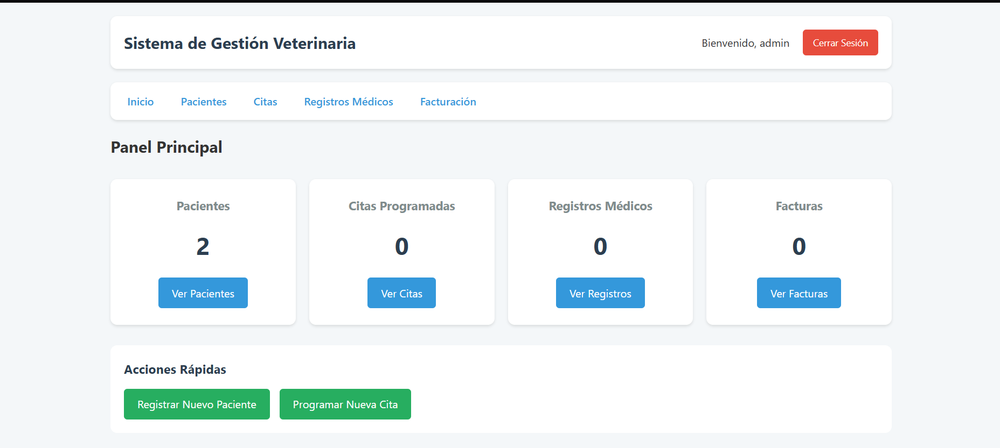 Sistema de Gestión Veterinaria
Bienvenido, admin
Cerrar Sesión
Inicio
Pacientes
Citas
Registros Médicos
Facturación
Panel Principal
Pacientes
2
Ver Pacientes
Citas Programadas
0
Ver Citas
Registros Médicos
0
Ver Registros
Facturas
0
Ver Facturas
Acciones Rápidas
Registrar Nuevo Paciente
Programar Nueva Cita